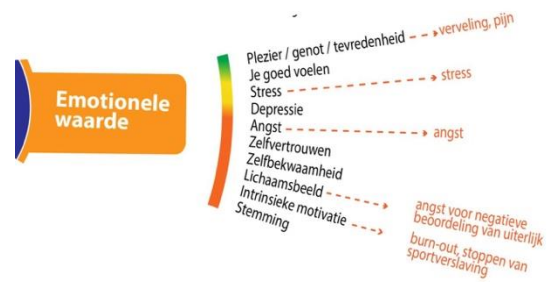 Emotionele
waarde
Plezier / genot / tevredenheid
verveling, pijn
Je goed voelen
Stress
stress
Depressie
Angst
angst
Zelfvertrouwen
Zelfbekwaamheid
Lichaamsbeeld
angst voor negatieve
beoordeling van uiterlijk
Intrinsieke motivatie
burn-out, stoppen van
sportverslaving
Stemming